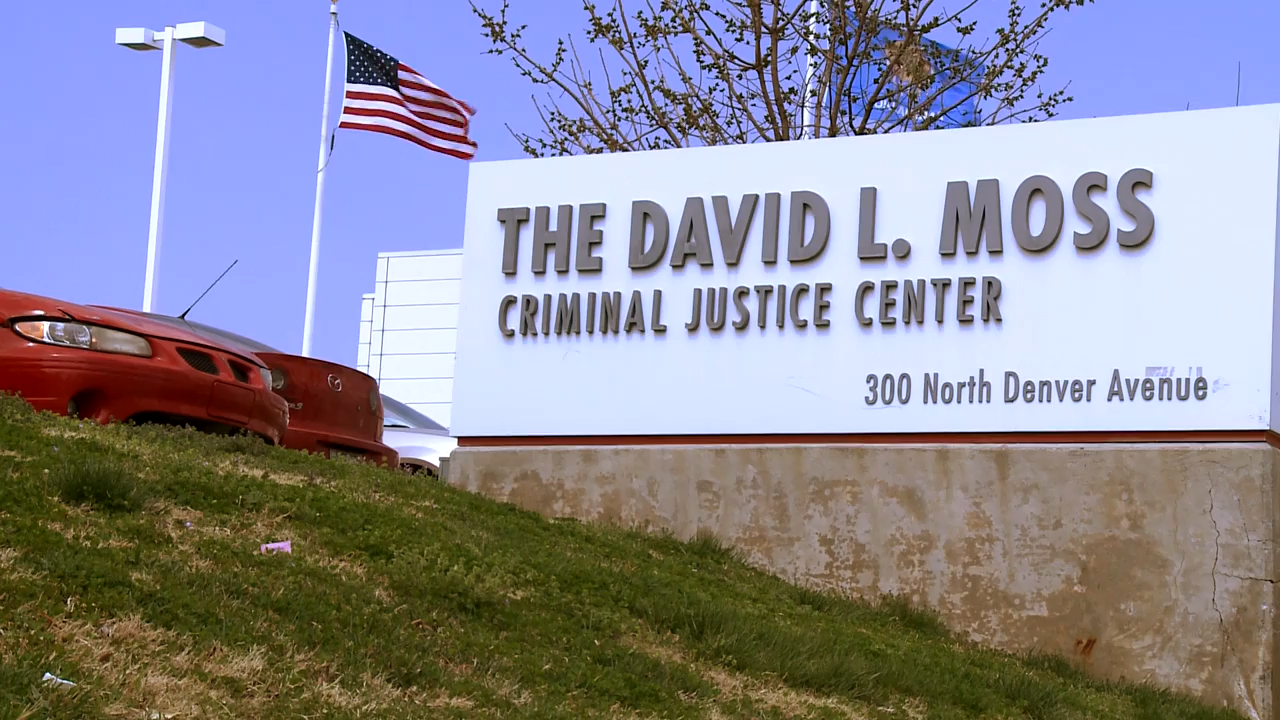 THE DAVID L. MOSS
CRIMINAL JUSTICE CENTER
300 North Denver Avenue